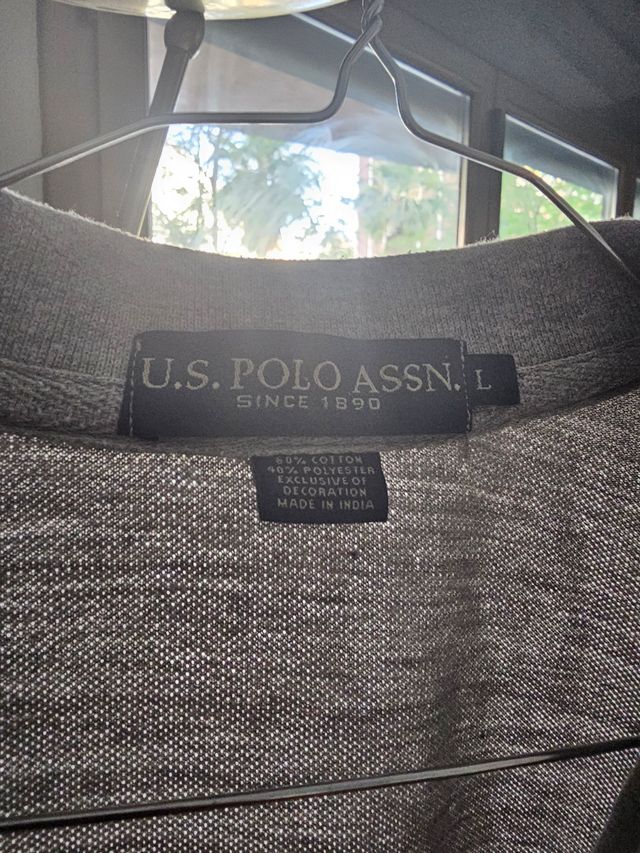 U.S. POLO ASSN.
SINCE 1890
L
60% COTTON
40% POLYESTER
EXCLUSIVE OF
DECORATION
MADE IN INDIA